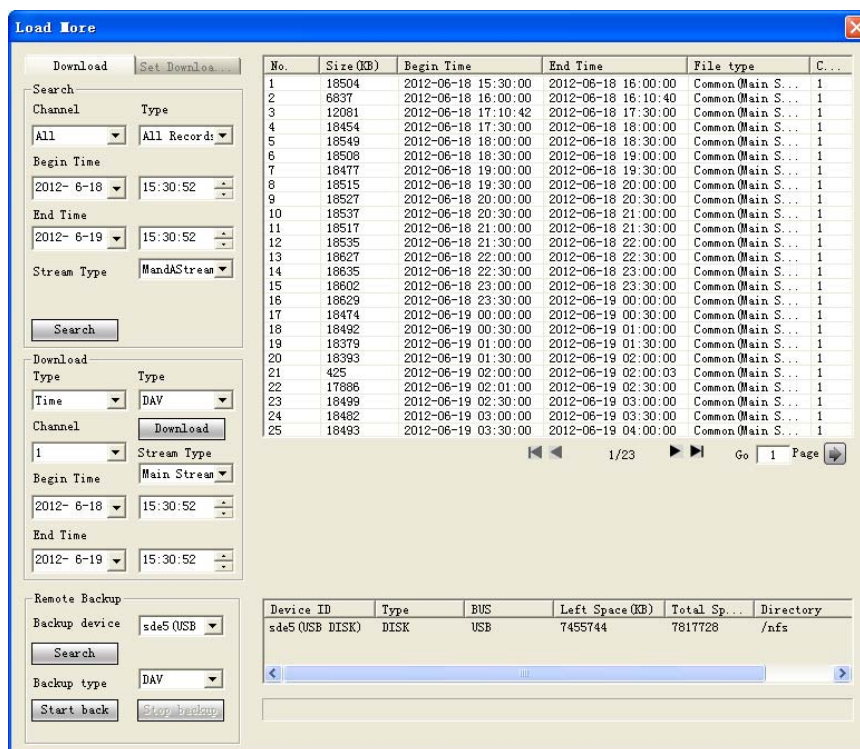 Load More
Download Set Downloa...
Search
Channel Type
All All Record:
Begin Time
2012- 6-18 15:30:52
End Time
2012- 6-19 15:30:52
Stream Type MandAStream
Search
Download
Type Type
Time DAV
Channel Download
1 Stream Type
Begin Time Main Stream
2012- 6-18 15:30:52
End Time
2012- 6-19 15:30:52
Remote Backup
Backup device sde5(USB
Search
Backup type DAV
Start back Stop backup
No. Size(KB) Begin Time End Time File type C...
1 18504 2012-06-18 15:30:00 2012-06-18 16:00:00 Common(Main S... 1
2 6837 2012-06-18 16:00:00 2012-06-18 16:10:40 Common(Main S... 1
3 12081 2012-06-18 17:10:42 2012-06-18 17:30:00 Common(Main S... 1
4 18454 2012-06-18 17:30:00 2012-06-18 18:00:00 Common(Main S... 1
5 18549 2012-06-18 18:00:00 2012-06-18 18:30:00 Common(Main S... 1
6 18508 2012-06-18 18:30:00 2012-06-18 19:00:00 Common(Main S... 1
7 18477 2012-06-18 19:00:00 2012-06-18 19:30:00 Common(Main S... 1
8 18515 2012-06-18 19:30:00 2012-06-18 20:00:00 Common(Main S... 1
9 18527 2012-06-18 20:00:00 2012-06-18 20:30:00 Common(Main S... 1
10 18537 2012-06-18 20:30:00 2012-06-18 21:00:00 Common(Main S... 1
11 18517 2012-06-18 21:00:00 2012-06-18 21:30:00 Common(Main S... 1
12 18535 2012-06-18 21:30:00 2012-06-18 22:00:00 Common(Main S... 1
13 18627 2012-06-18 22:00:00 2012-06-18 22:30:00 Common(Main S... 1
14 18635 2012-06-18 22:30:00 2012-06-18 23:00:00 Common(Main S... 1
15 18602 2012-06-18 23:00:00 2012-06-18 23:30:00 Common(Main S... 1
16 18629 2012-06-18 23:30:00 2012-06-19 00:00:00 Common(Main S... 1
17 18474 2012-06-19 00:00:00 2012-06-19 00:30:00 Common(Main S... 1
18 18492 2012-06-19 00:30:00 2012-06-19 01:00:00 Common(Main S... 1
19 18379 2012-06-19 01:00:00 2012-06-19 01:30:00 Common(Main S... 1
20 18393 2012-06-19 01:30:00 2012-06-19 02:00:00 Common(Main S... 1
21 425 2012-06-19 02:00:00 2012-06-19 02:00:03 Common(Main S... 1
22 17886 2012-06-19 02:01:00 2012-06-19 02:30:00 Common(Main S... 1
23 18499 2012-06-19 02:30:00 2012-06-19 03:00:00 Common(Main S... 1
24 18482 2012-06-19 03:00:00 2012-06-19 03:30:00 Common(Main S... 1
25 18493 2012-06-19 03:30:00 2012-06-19 04:00:00 Common(Main S... 1
1/23 Go 1 Page
Device ID Type BUS Left Space(KB) Total Sp... Directory
sde5(USB DISK) DISK USB 7455744 7817728 /nfs